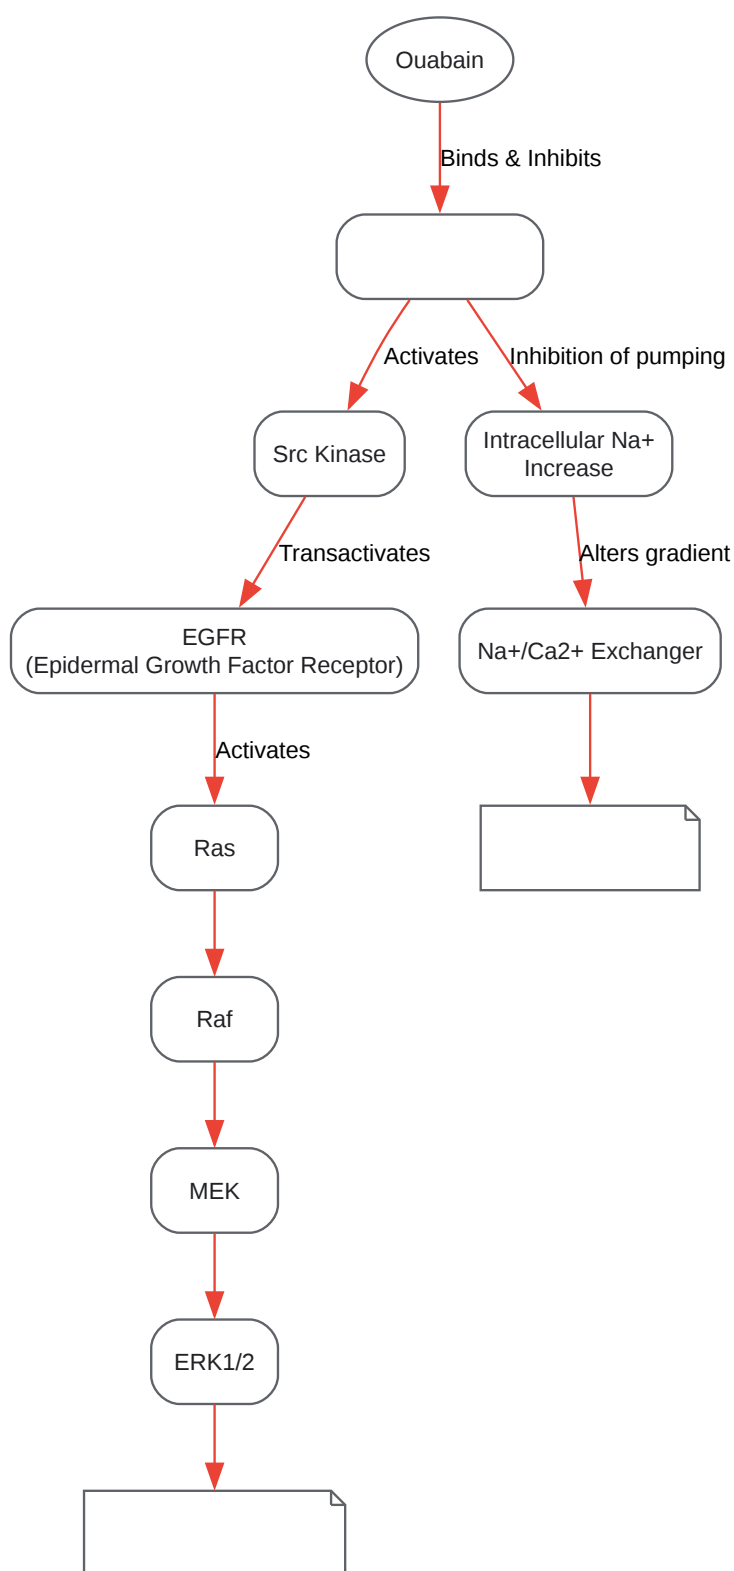 Ouabain
Binds & Inhibits
Activates
Inhibition of pumping
Src Kinase
Intracellular Na+
Increase
Transactivates
Alters gradient
EGFR
(Epidermal Growth Factor Receptor)
Na+/Ca2+ Exchanger
Activates
Ras
Raf
MEK
ERK1/2